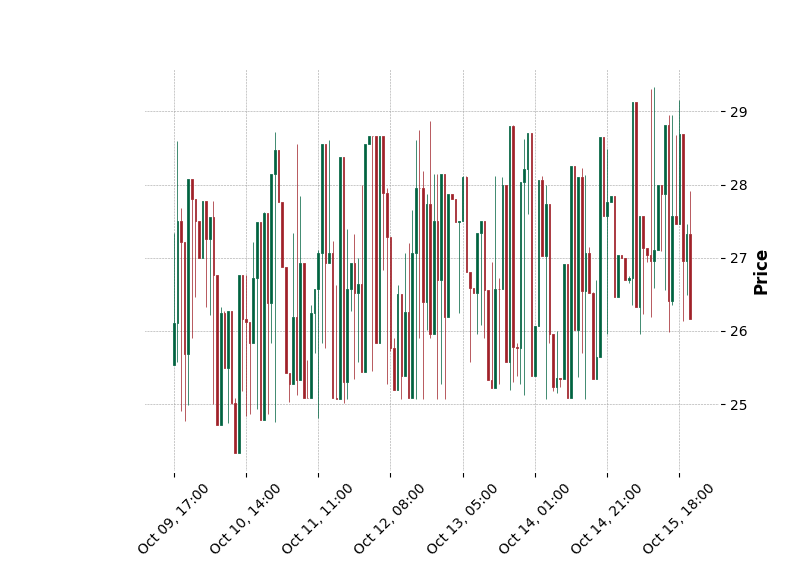 29
28
27
26
25
Price
Oct 09, 17:00
Oct 10, 14:00
Oct 11, 11:00
Oct 12, 08:00
Oct 13, 05:00
Oct 14, 01:00
Oct 14, 21:00
Oct 15, 18:00